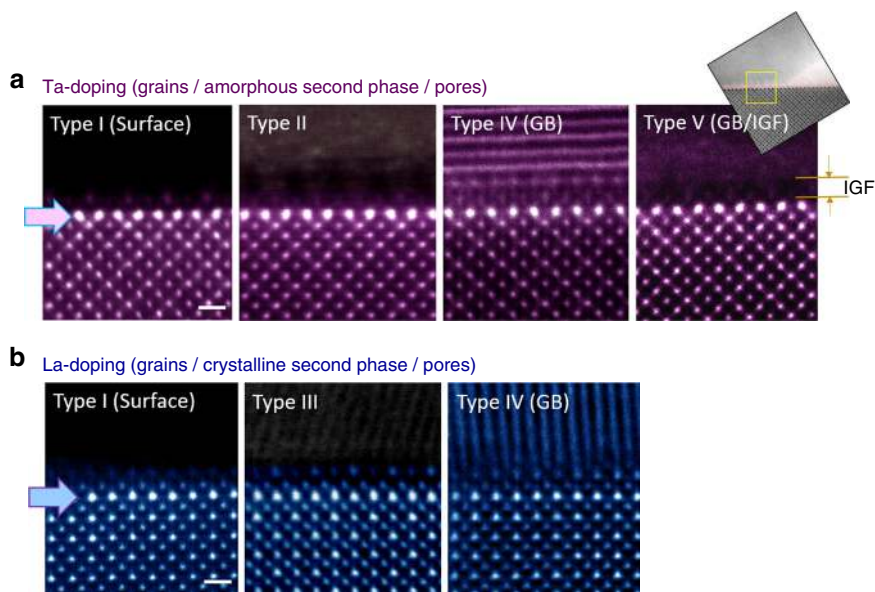 a
Ta-doping (grains / amorphous second phase / pores)
Type I (Surface)
Type II
Type IV (GB)
Type V (GB/IGF)
IGF
b
La-doping (grains / crystalline second phase / pores)
Type I (Surface)
Type III
Type IV (GB)